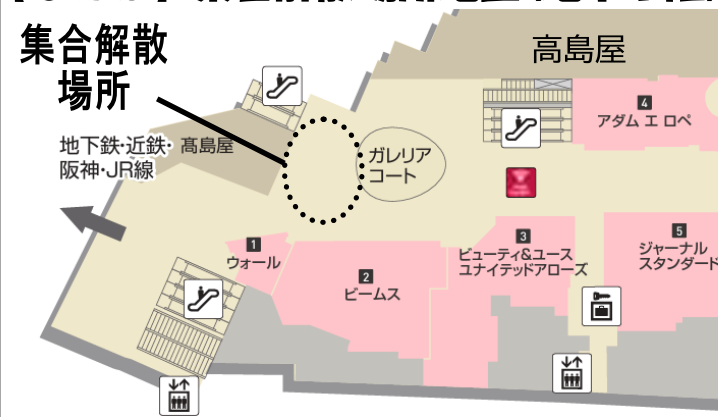 集合解散
場所
高島屋
地下鉄・近鉄・
阪神・JR線
髙島屋
ガレリア
コート
4
アダム エ ロペ
1
ウォール
2
ビームス
3
ビューティ&ユース
ユナイテッドアローズ
5
ジャーナル
スタンダード